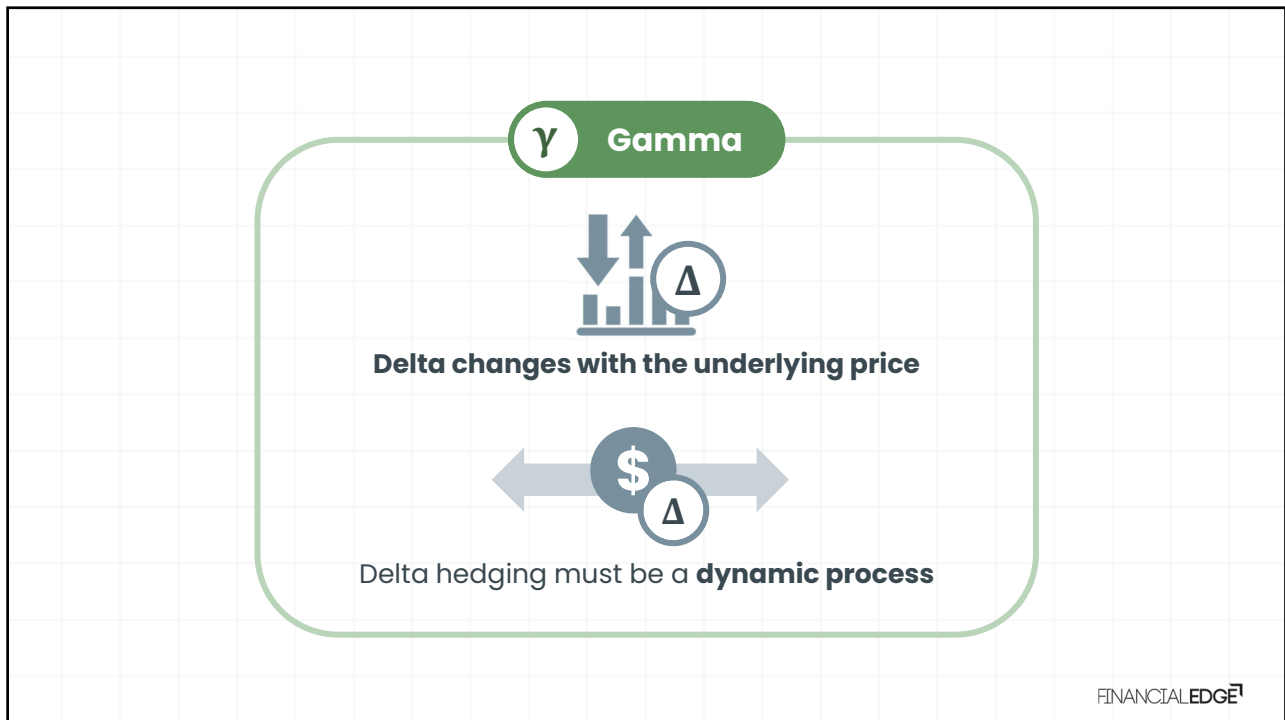 γ Gamma
Δ
Delta changes with the underlying price
$
Δ
Delta hedging must be a dynamic process
FINANCIALEDGE